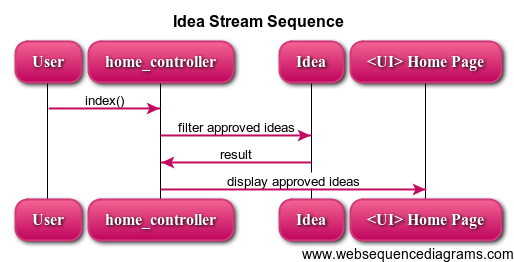 Idea Stream Sequence
User home_controller Idea <UI> Home Page
index()
filter approved ideas
result
display approved ideas
User home_controller Idea <UI> Home Page
www.websequencediagrams.com